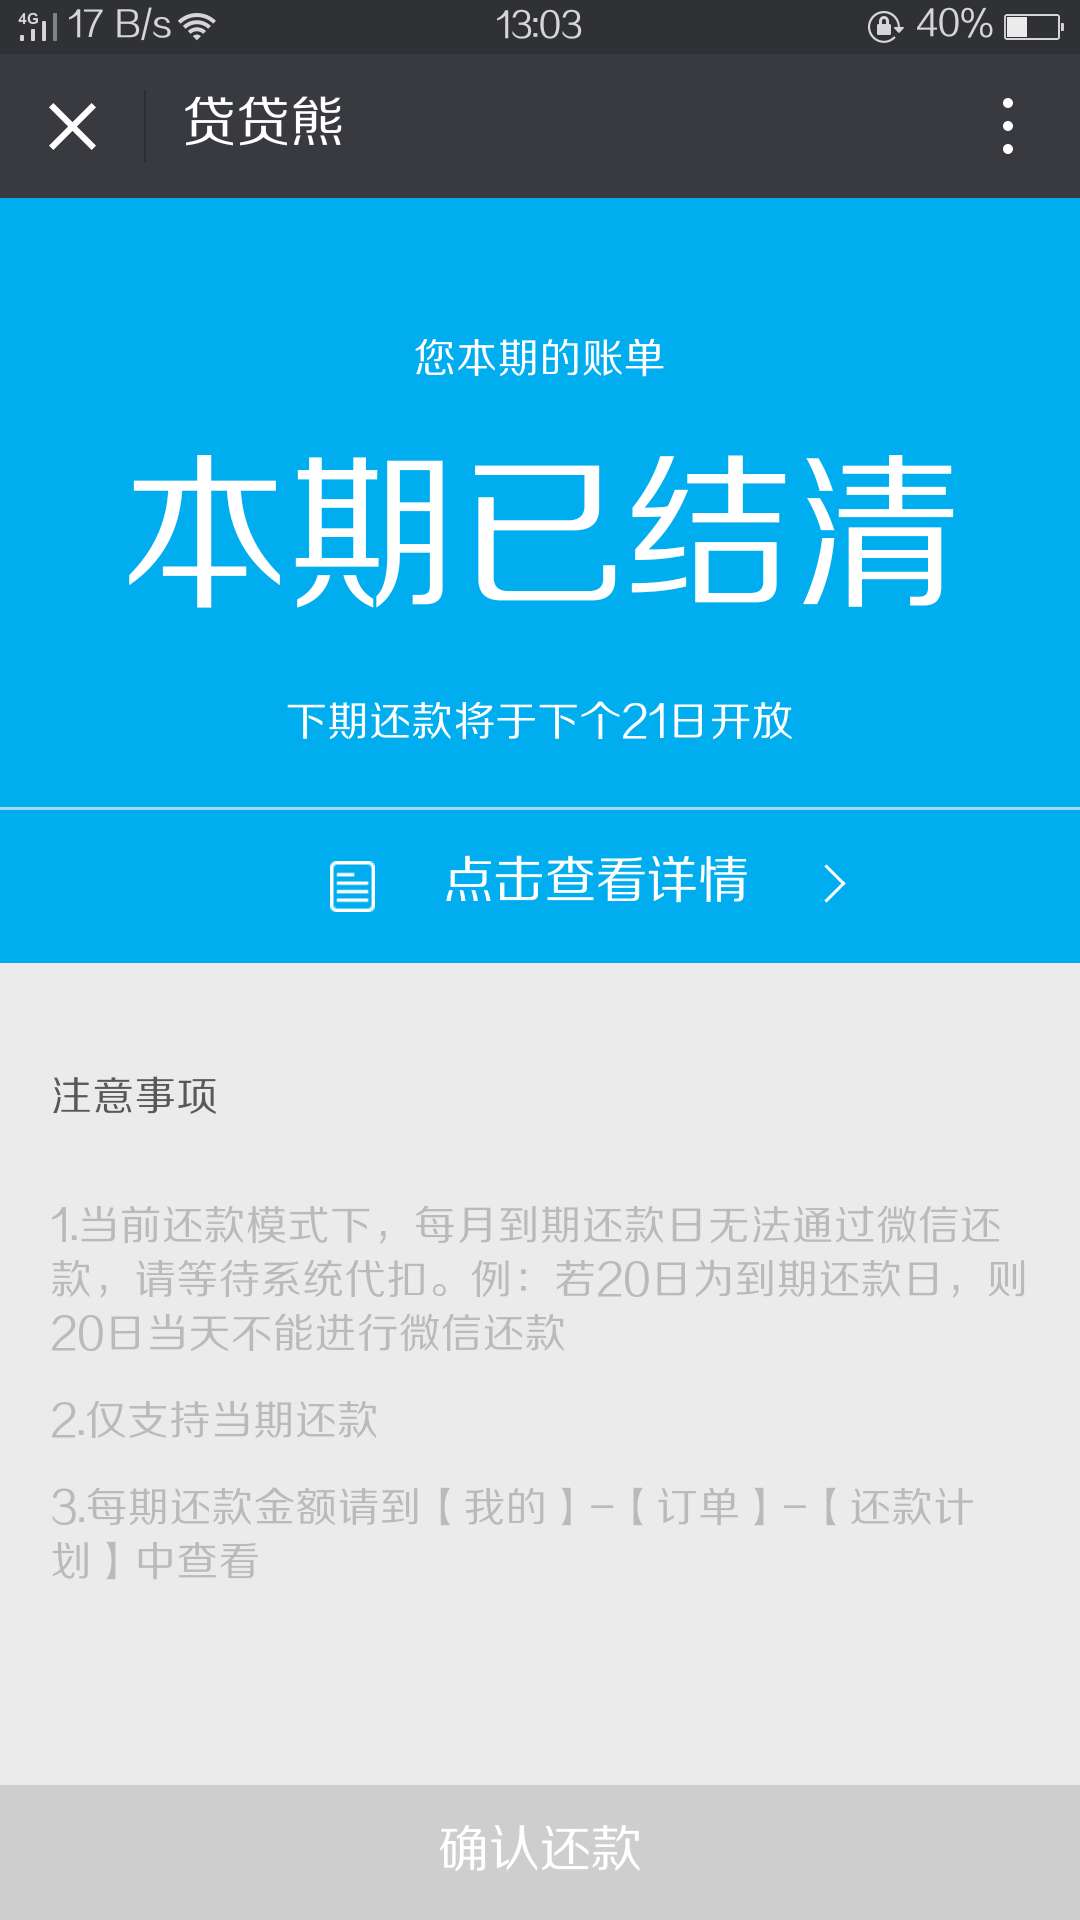 4G 17 B/s 13:03 40%
贷贷熊
您本期的账单
本期已结清
下期还款将于下个21日开放
点击查看详情
注意事项
1.当前还款模式下，每月到期还款日无法通过微信还
款，请等待系统代扣。例：若20日为到期还款日，则
20日当天不能进行微信还款
2.仅支持当期还款
3.每期还款金额请到【我的】-【订单】-【还款计
划】中查看
确认还款